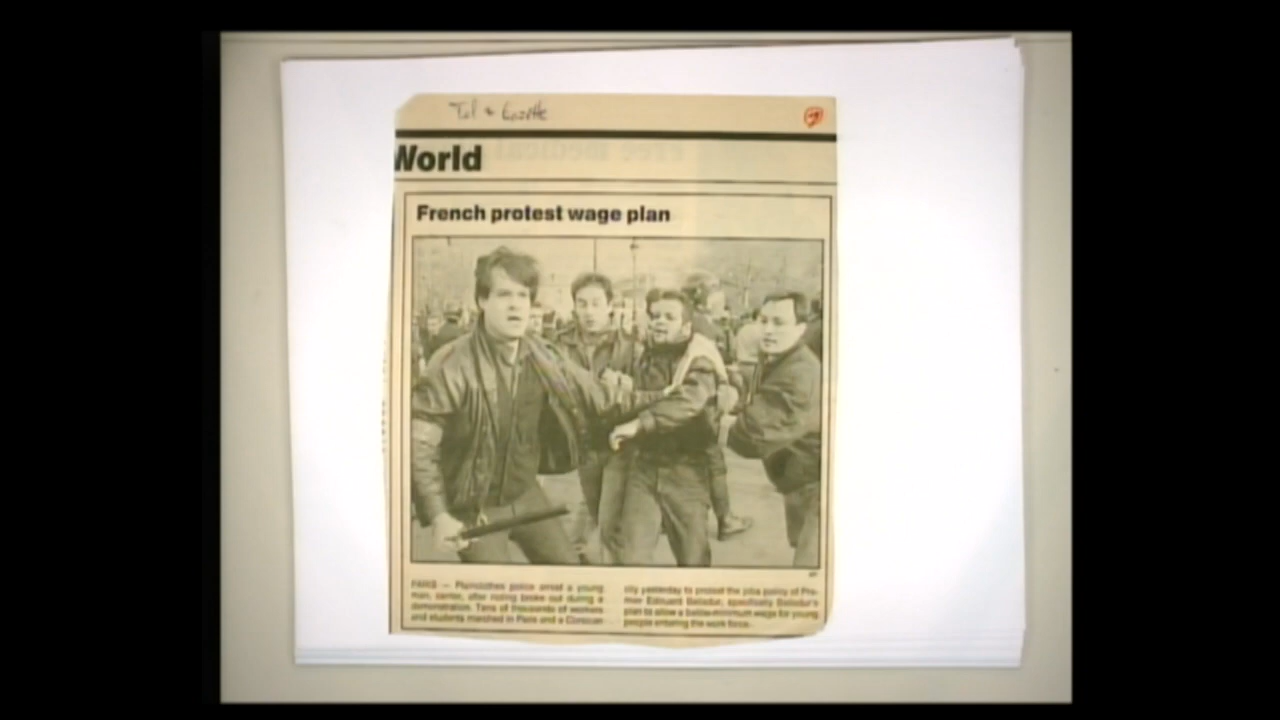 Tel + Gazette
World
French protest wage plan
AP
PARIS — Plainclothes police arrest a young
man, center, after rioting broke out during a
demonstration. Tens of thousands of workers
and students marched in Paris and a Corsican
city yesterday to protest the jobs policy of Pre-
mier Edouard Balladur, specifically Balladur's
plan to allow a below-minimum wage for young
people entering the work force.